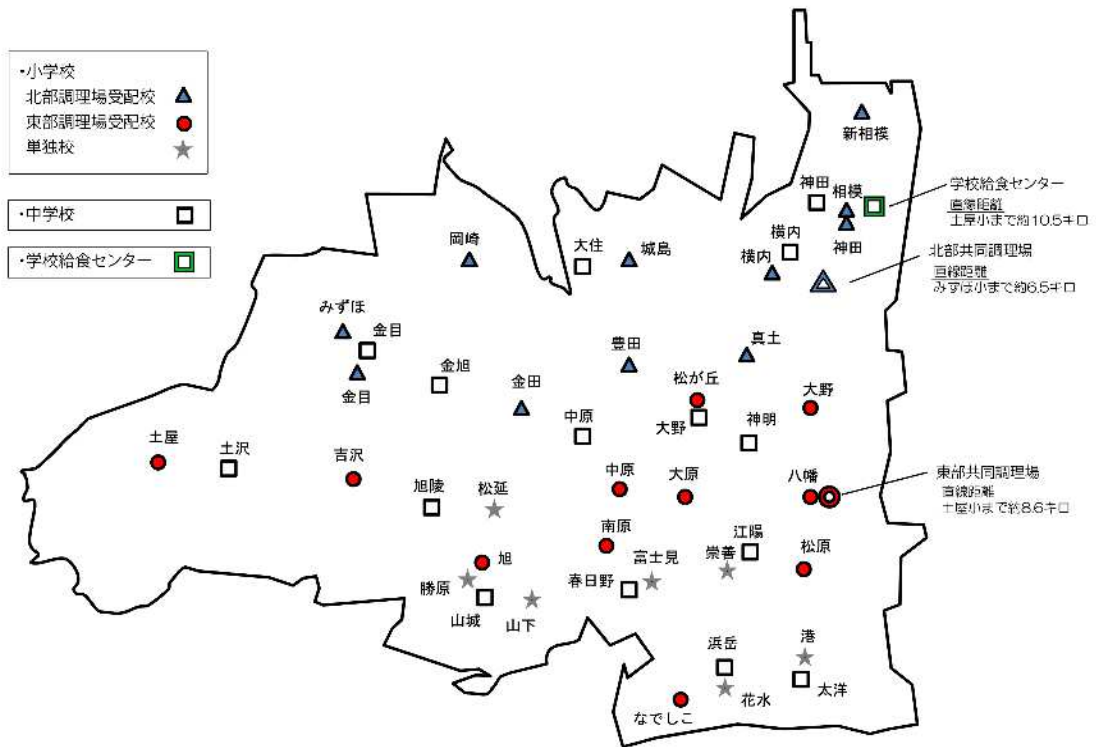 ・小学校
北部調理場受配校
東部調理場受配校
単独校
・中学校
・学校給食センター
新相模
神田
相模
学校給食センター
直線距離
土屋小まで約10.5キロ
横内
神田
岡崎
大住
城島
横内
北部共同調理場
直線距離
みずほ小まで約6.5キロ
みずほ
金目
豊田
真土
金旭
金田
松が丘
大野
金目
中原
大野
神明
土屋
土沢
吉沢
旭陵
松延
中原
大原
八幡
東部共同調理場
直線距離
土屋小まで約8.6キロ
南原
江陽
旭
富士見
崇善
松原
勝原
春日野
山城
山下
浜岳
港
花水
太洋
なでしこ